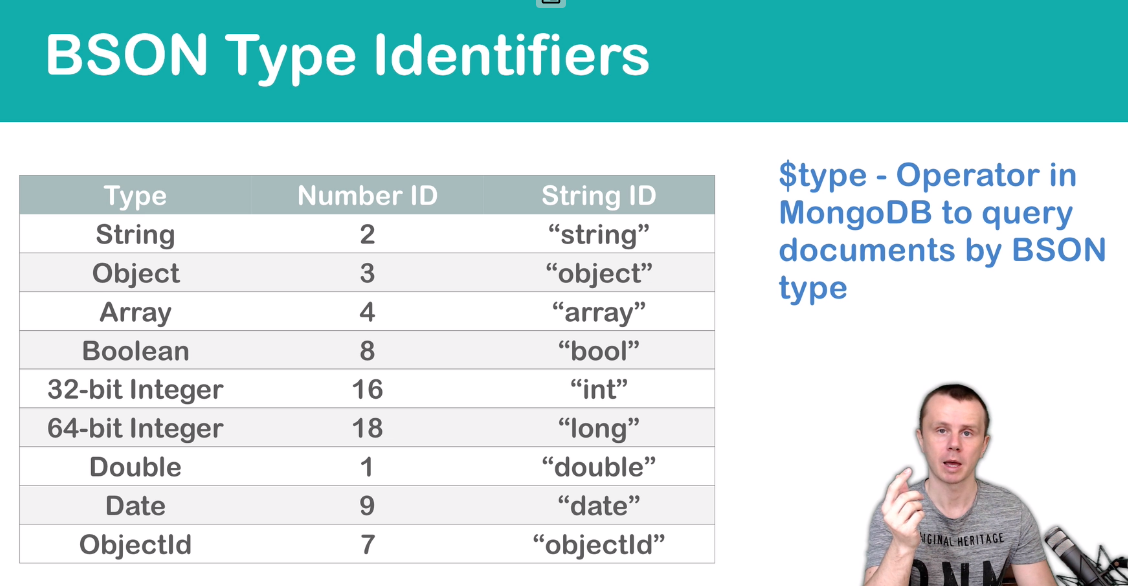 BSON Type Identifiers
Type Number ID String ID
String 2 “string”
Object 3 “object”
Array 4 “array”
Boolean 8 “bool”
32-bit Integer 16 “int”
64-bit Integer 18 “long”
Double 1 “double”
Date 9 “date”
ObjectId 7 “objectId”
$type - Operator in
MongoDB to query
documents by BSON
type
HERITAGE